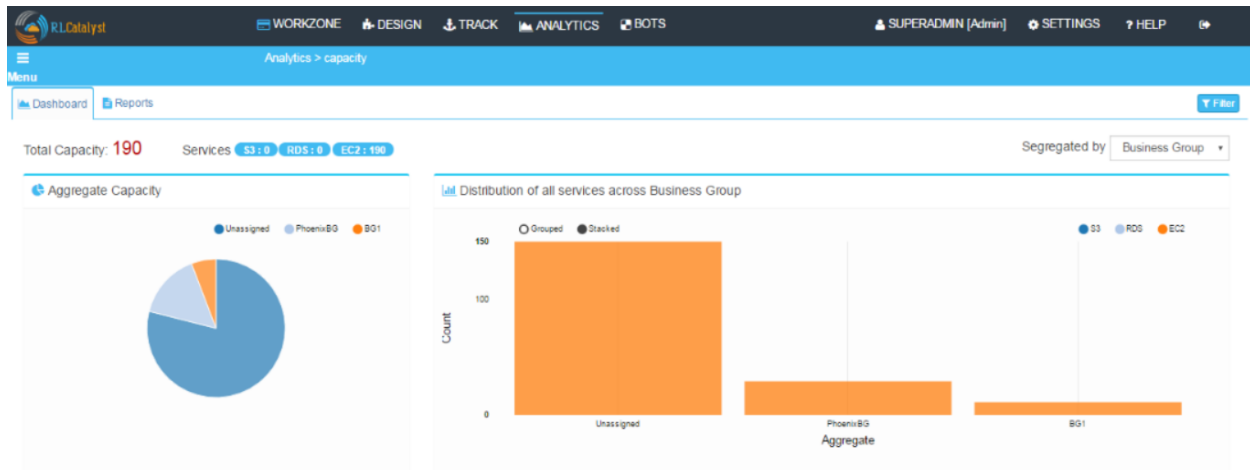 RLCatalyst WORKZONE DESIGN TRACK ANALYTICS BOTS SUPERADMIN [Admin] SETTINGS ? HELP
Menu
Analytics > capacity
Dashboard Reports Filter
Total Capacity: 190 Services S3 : 0 RDS : 0 EC2 : 190 Segregated by Business Group
Aggregate Capacity
Unassigned PhoenixBG BG1
Distribution of all services across Business Group
Grouped Stacked S3 RDS EC2
150
100
0
Count
Unassigned PhoenixBG BG1
Aggregate